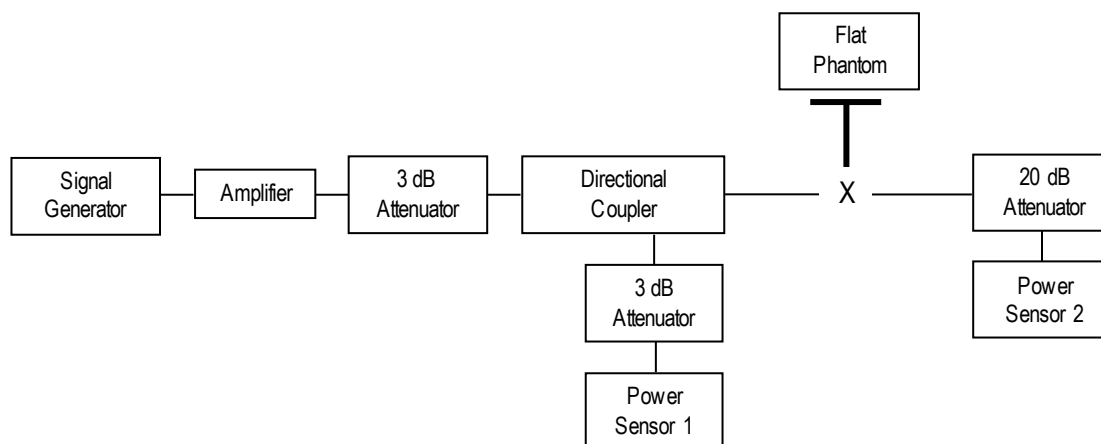 Flat
Phantom
Signal
Generator
Amplifier
3 dB
Attenuator
Directional
Coupler
X
20 dB
Attenuator
3 dB
Attenuator
Power
Sensor 2
Power
Sensor 1